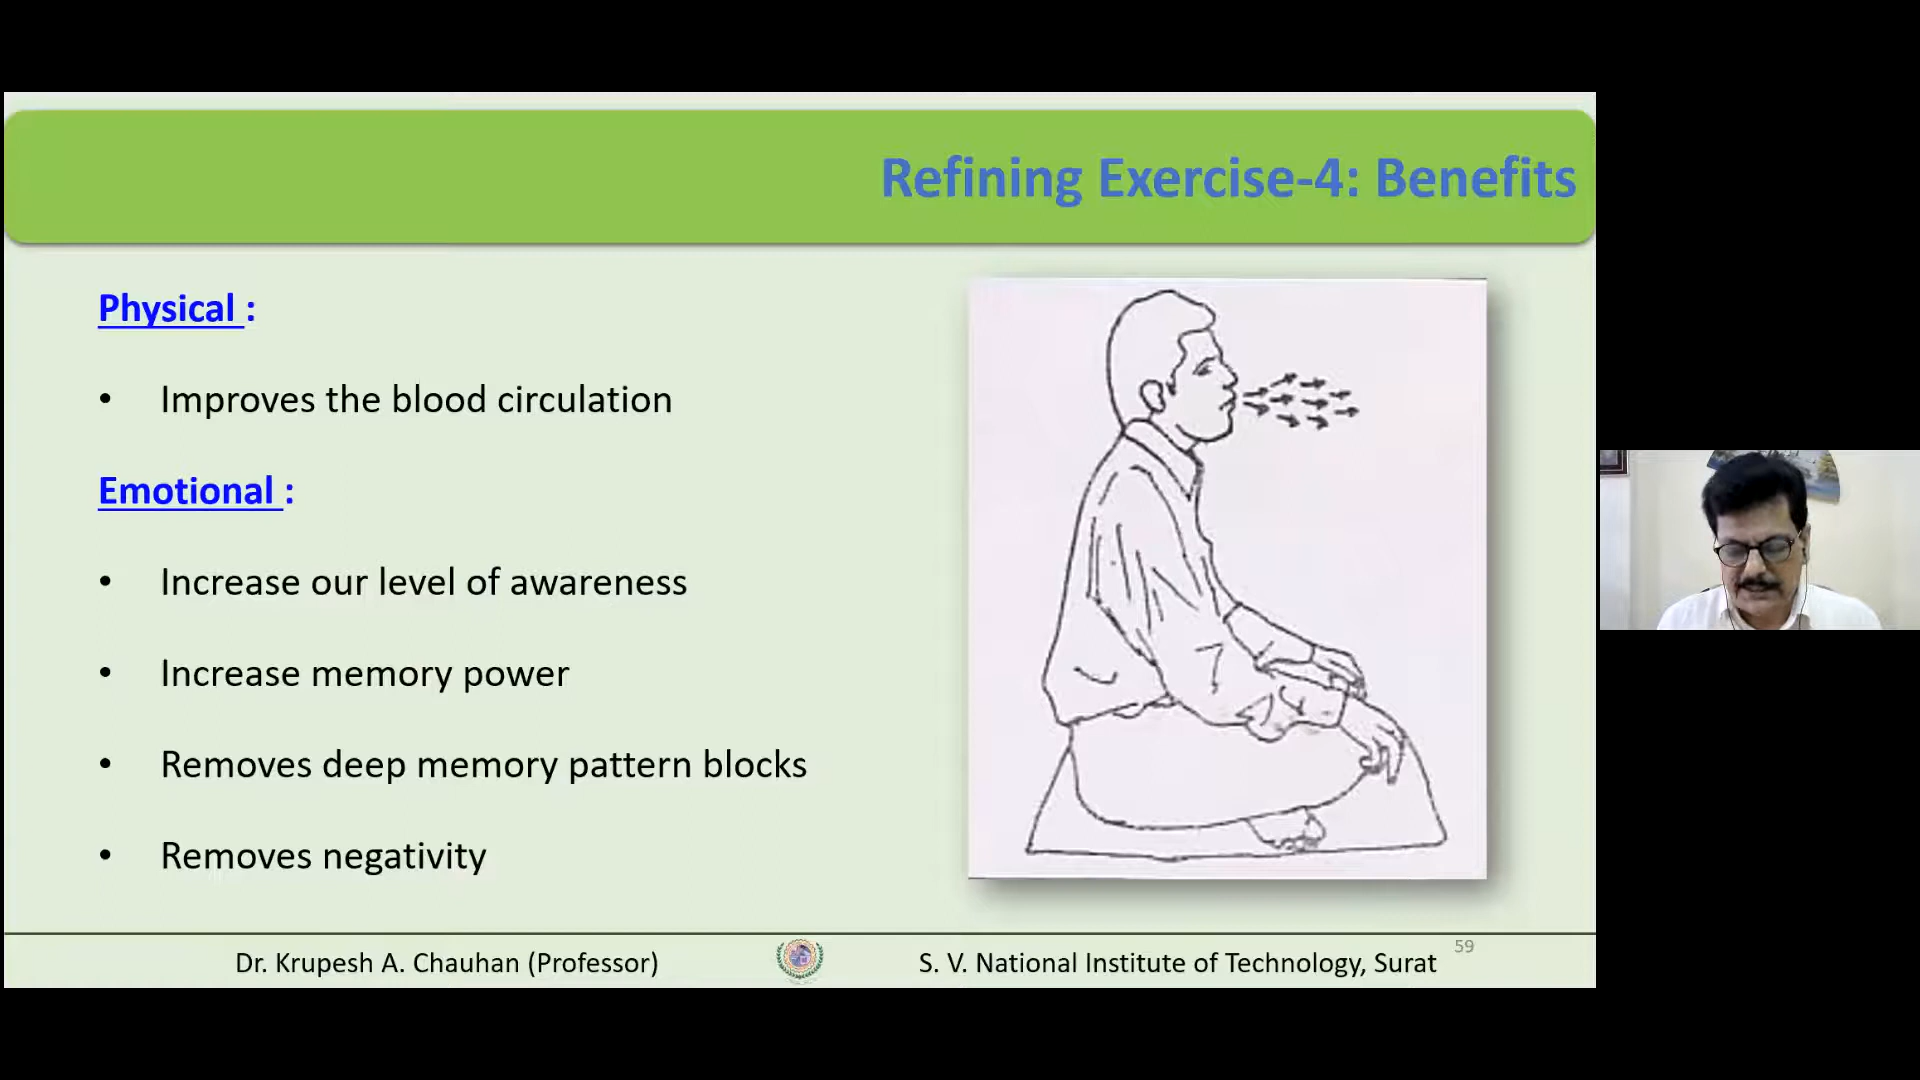 Refining Exercise-4: Benefits
Physical :
• Improves the blood circulation
Emotional :
• Increase our level of awareness
• Increase memory power
• Removes deep memory pattern blocks
• Removes negativity
Dr. Krupesh A. Chauhan (Professor)
S. V. National Institute of Technology, Surat
59